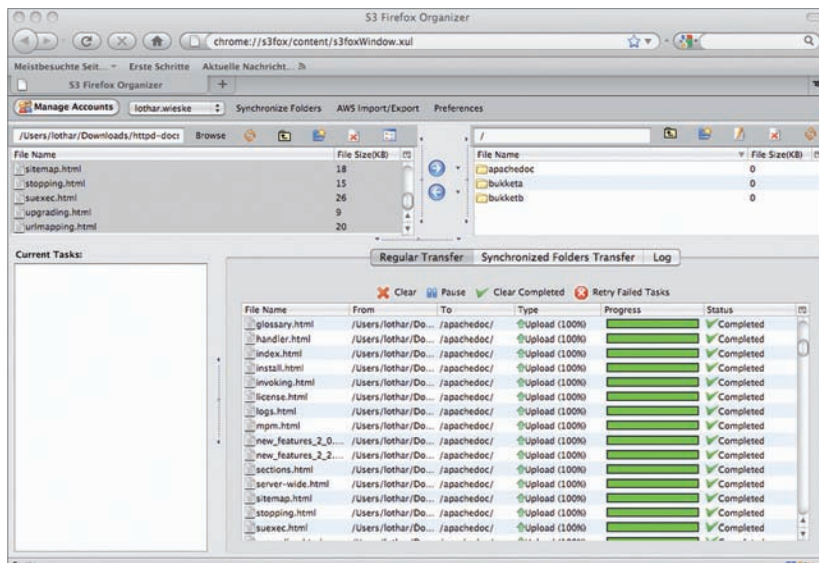 S3 Firefox Organizer
chrome://s3fox/content/s3foxWindow.xul
Meistbesuchte Seit... Erste Schritte Aktuelle Nachricht...
S3 Firefox Organizer +
Manage Accounts lothar.wieske Synchronize Folders AWS Import/Export Preferences
/Users/lothar/Downloads/httpd-docs Browse /
File Name File Size(KB) File Name File Size(KB)
sitemap.html 18 apachedoc 0
stopping.html 15 bukketa 0
suexec.html 26 bukketb 0
upgrading.html 9
urlmapping.html 20
Current Tasks:
Regular Transfer Synchronized Folders Transfer Log
Clear Pause Clear Completed Retry Failed Tasks
File Name From To Type Progress Status
glossary.html /Users/lothar/Do... /apachedoc/ Upload (100%) Completed
handler.html /Users/lothar/Do... /apachedoc/ Upload (100%) Completed
index.html /Users/lothar/Do... /apachedoc/ Upload (100%) Completed
install.html /Users/lothar/Do... /apachedoc/ Upload (100%) Completed
invoking.html /Users/lothar/Do... /apachedoc/ Upload (100%) Completed
license.html /Users/lothar/Do... /apachedoc/ Upload (100%) Completed
logs.html /Users/lothar/Do... /apachedoc/ Upload (100%) Completed
mpm.html /Users/lothar/Do... /apachedoc/ Upload (100%) Completed
new_features_2_0.... /Users/lothar/Do... /apachedoc/ Upload (100%) Completed
new_features_2_2.... /Users/lothar/Do... /apachedoc/ Upload (100%) Completed
sections.html /Users/lothar/Do... /apachedoc/ Upload (100%) Completed
server-wide.html /Users/lothar/Do... /apachedoc/ Upload (100%) Completed
sitemap.html /Users/lothar/Do... /apachedoc/ Upload (100%) Completed
stopping.html /Users/lothar/Do... /apachedoc/ Upload (100%) Completed
suexec.html /Users/lothar/Do... /apachedoc/ Upload (100%) Completed